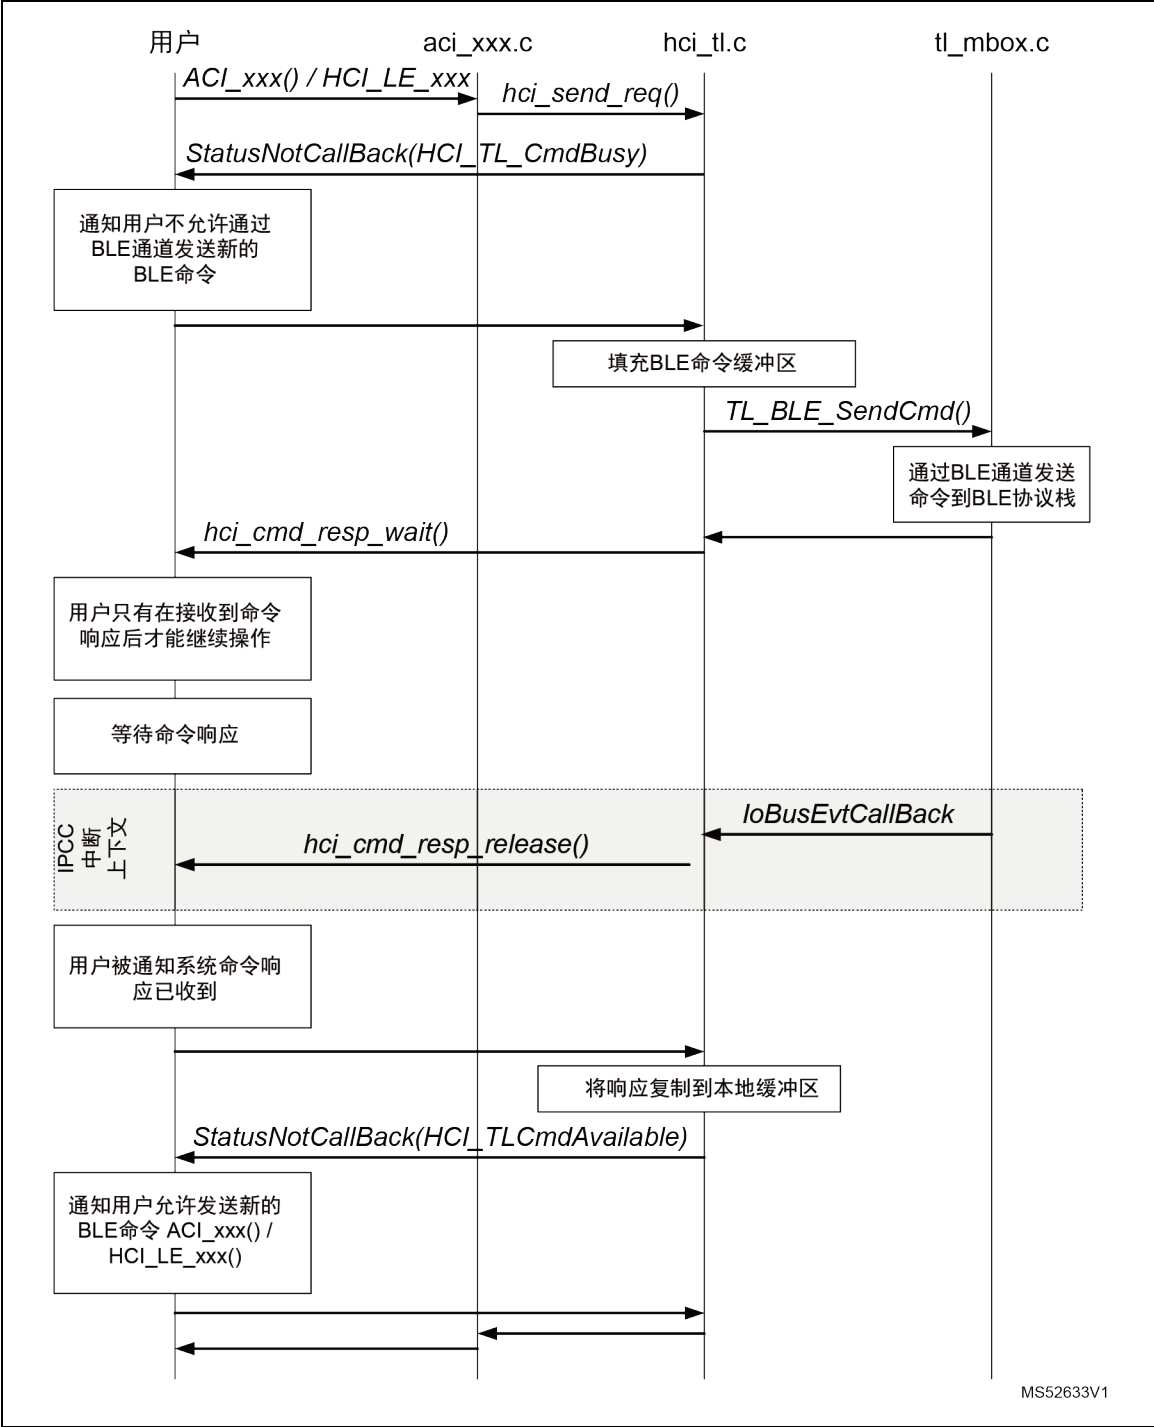 用户 aci_xxx.c hci_tl.c tl_mbox.c
ACI_xxx() / HCI_LE_xxx
hci_send_req()
StatusNotCallBack(HCI_TL_CmdBusy)
通知用户不允许通过
BLE通道发送新的
BLE命令
填充BLE命令缓冲区
TL_BLE_SendCmd()
通过BLE通道发送
命令到BLE协议栈
hci_cmd_resp_wait()
用户只有在接收到命令
响应后才能继续操作
等待命令响应
IPCC
中断
上下文
IoBusEvtCallBack
hci_cmd_resp_release()
用户被通知系统命令响
应已收到
将响应复制到本地缓冲区
StatusNotCallBack(HCI_TLCmdAvailable)
通知用户允许发送新的
BLE命令 ACI_xxx() /
HCI_LE_xxx()
MS52633V1